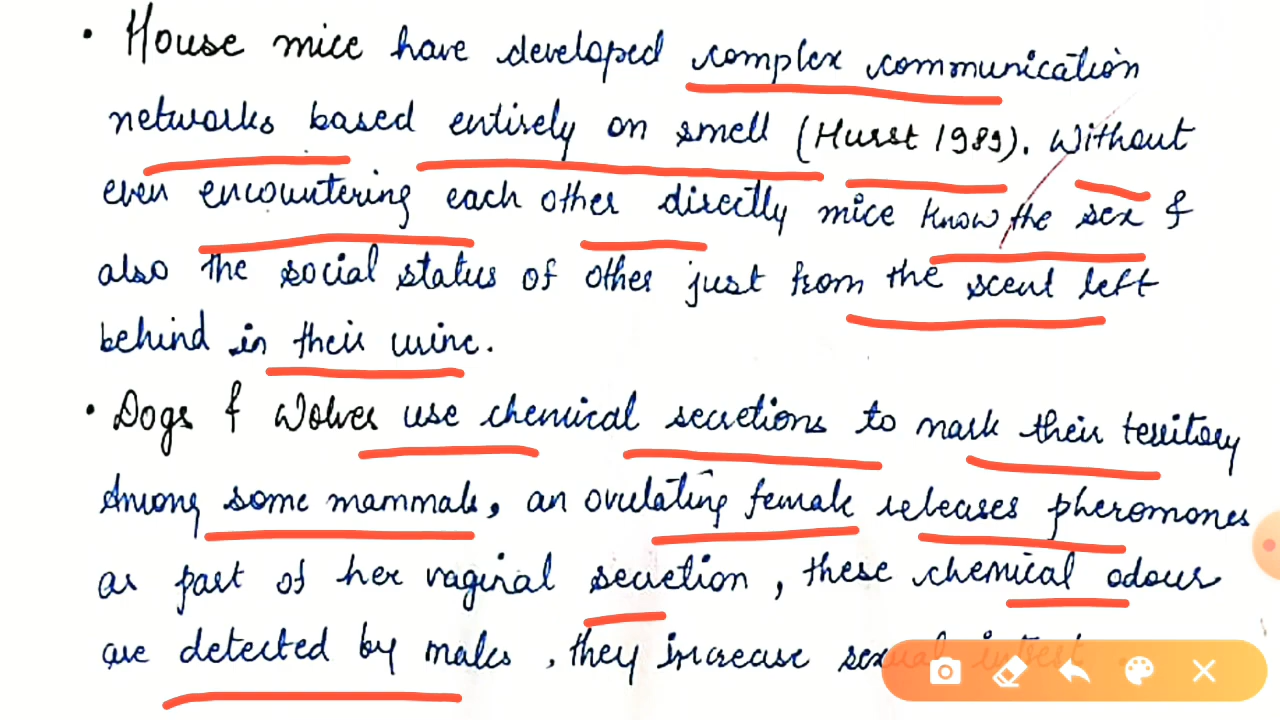 • House mice have developed complex communication
networks based entirely on smell (Hurst 1989). Without
even encountering each other directly mice know the sex &
also the social status of other just from the scent left
behind in their urine.
• Dogs & Wolves use chemical secretions to mark their territory
Among some mammals, an ovulating female releases pheromones
as part of her vaginal secretion, these chemical odours
are detected by males, they increase sexual